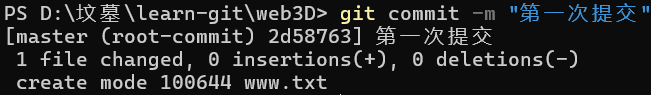 PS D:\坟墓\learn-git\web3D> git commit -m "第一次提交"
[master (root-commit) 2d58763] 第一次提交
 1 file changed, 0 insertions(+), 0 deletions(-)
 create mode 100644 www.txt